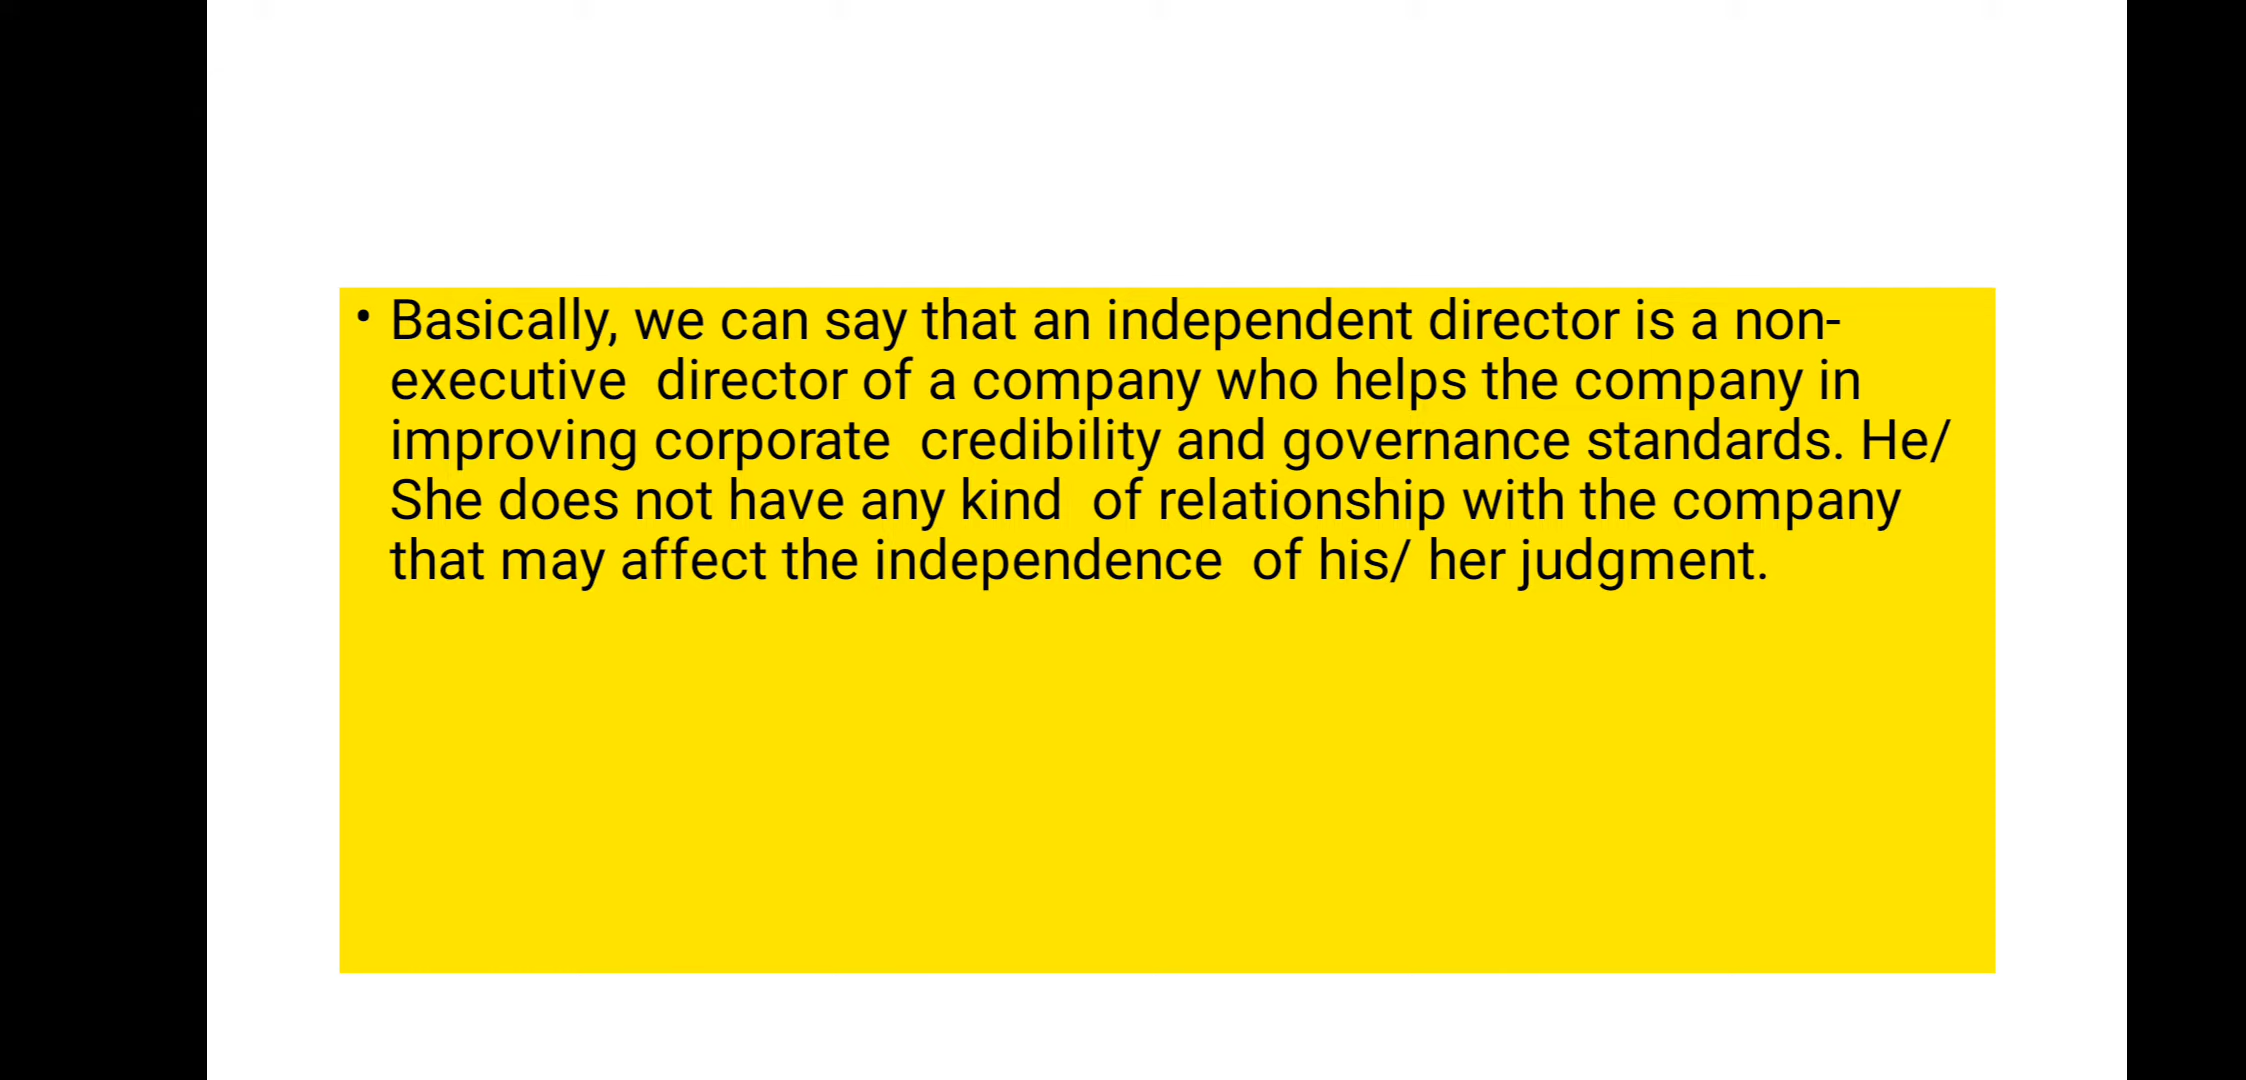 • Basically, we can say that an independent director is a non-
executive  director of a company who helps the company in
improving corporate  credibility and governance standards. He/
She does not have any kind  of relationship with the company
that may affect the independence  of his/ her judgment.